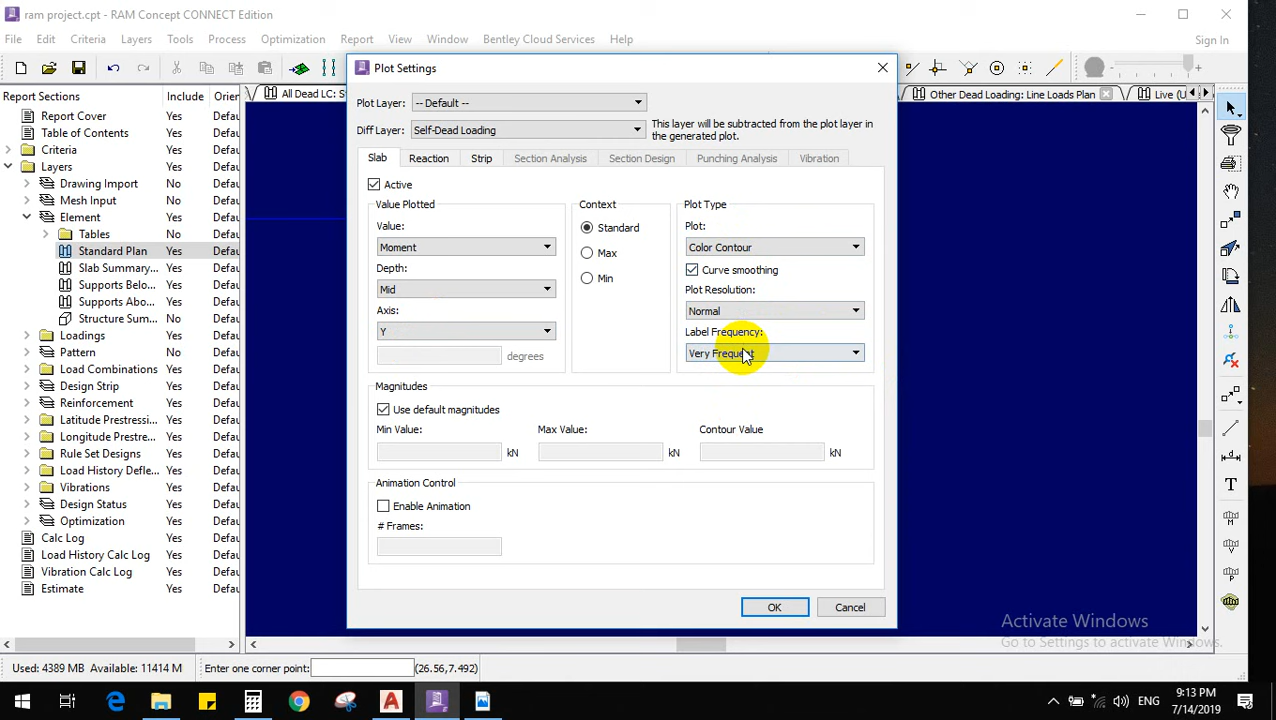 ram project.cpt - RAM Concept CONNECT Edition
File Edit Criteria Layers Tools Process Optimization Report View Window Bentley Cloud Services Help
Sign In
Report Sections Include Orier
Report Cover Yes Defau
Table of Contents Yes Defau
Criteria Yes Defau
Layers Yes Defau
Drawing Import No Defau
Mesh Input No Defau
Element Yes Defau
Tables No Defau
Standard Plan Yes Defau
Slab Summary... Yes Defau
Supports Belo... Yes Defau
Supports Abo... Yes Defau
Structure Sum... No Defau
Loadings Yes Defau
Pattern No Defau
Load Combinations Yes Defau
Design Strip Yes Defau
Reinforcement Yes Defau
Latitude Prestressi... Yes Defau
Longitude Prestre... Yes Defau
Rule Set Designs Yes Defau
Load History Defle... Yes Defau
Vibrations Yes Defau
Design Status Yes Defau
Optimization Yes Defau
Calc Log Yes Defau
Load History Calc Log Yes Defau
Vibration Calc Log Yes Defau
Estimate Yes Defau
All Dead LC: S
Other Dead Loading: Line Loads Plan
Live (U
Plot Settings
Plot Layer: -- Default --
Diff Layer: Self-Dead Loading
This layer will be subtracted from the plot layer in
the generated plot.
Slab Reaction Strip Section Analysis Section Design Punching Analysis Vibration
Active
Value Plotted
Value:
Moment
Depth:
Mid
Axis:
Y
degrees
Context
Standard
Max
Min
Plot Type
Plot:
Color Contour
Curve smoothing
Plot Resolution:
Normal
Label Frequency:
Very Frequent
Magnitudes
Use default magnitudes
Min Value: Max Value: Contour Value
kN kN kN
Animation Control
Enable Animation
# Frames:
OK Cancel
T
M
V
P
Activate Windows
Go to Settings to activate Windows.
Used: 4389 MB Available: 11414 M Enter one corner point: (26.56,7.492)
ENG
9:13 PM
7/14/2019